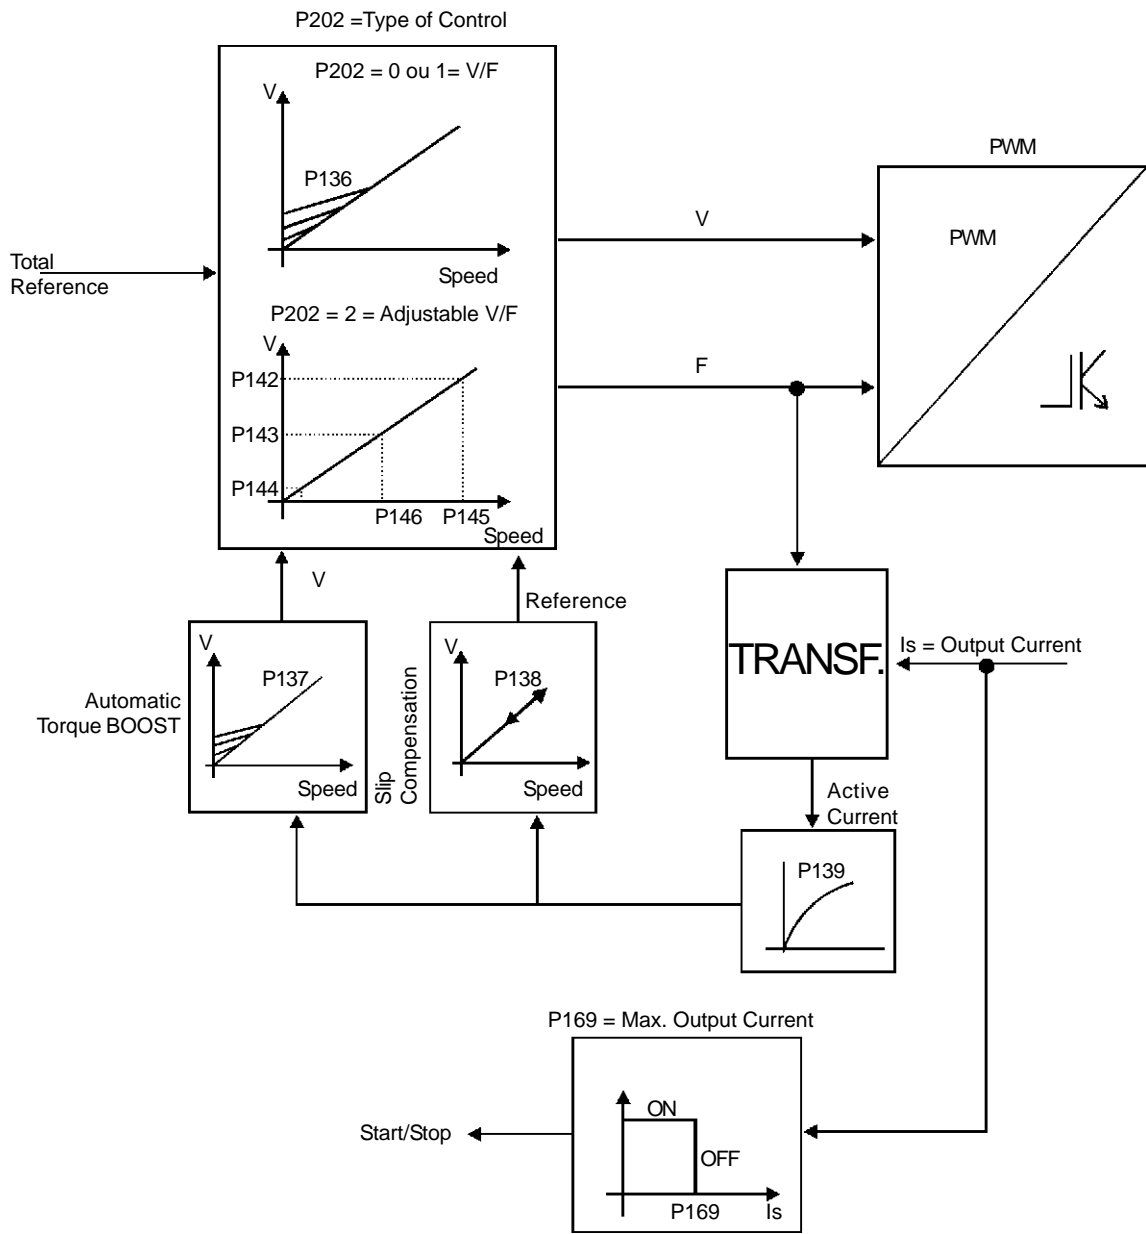 P202 =Type of Control
P202 = 0 ou 1= V/F
V
P136
Speed
Total
Reference
P202 = 2 = Adjustable V/F
V
P142
P143
P144
P146
P145
Speed
V
F
PWM
PWM
V
Reference
V
P137
Speed
Automatic
Torque BOOST
Slip
Compensation
V
P138
Speed
TRANSF.
Is = Output Current
Active
Current
P139
P169 = Max. Output Current
ON
OFF
P169
Is
Start/Stop